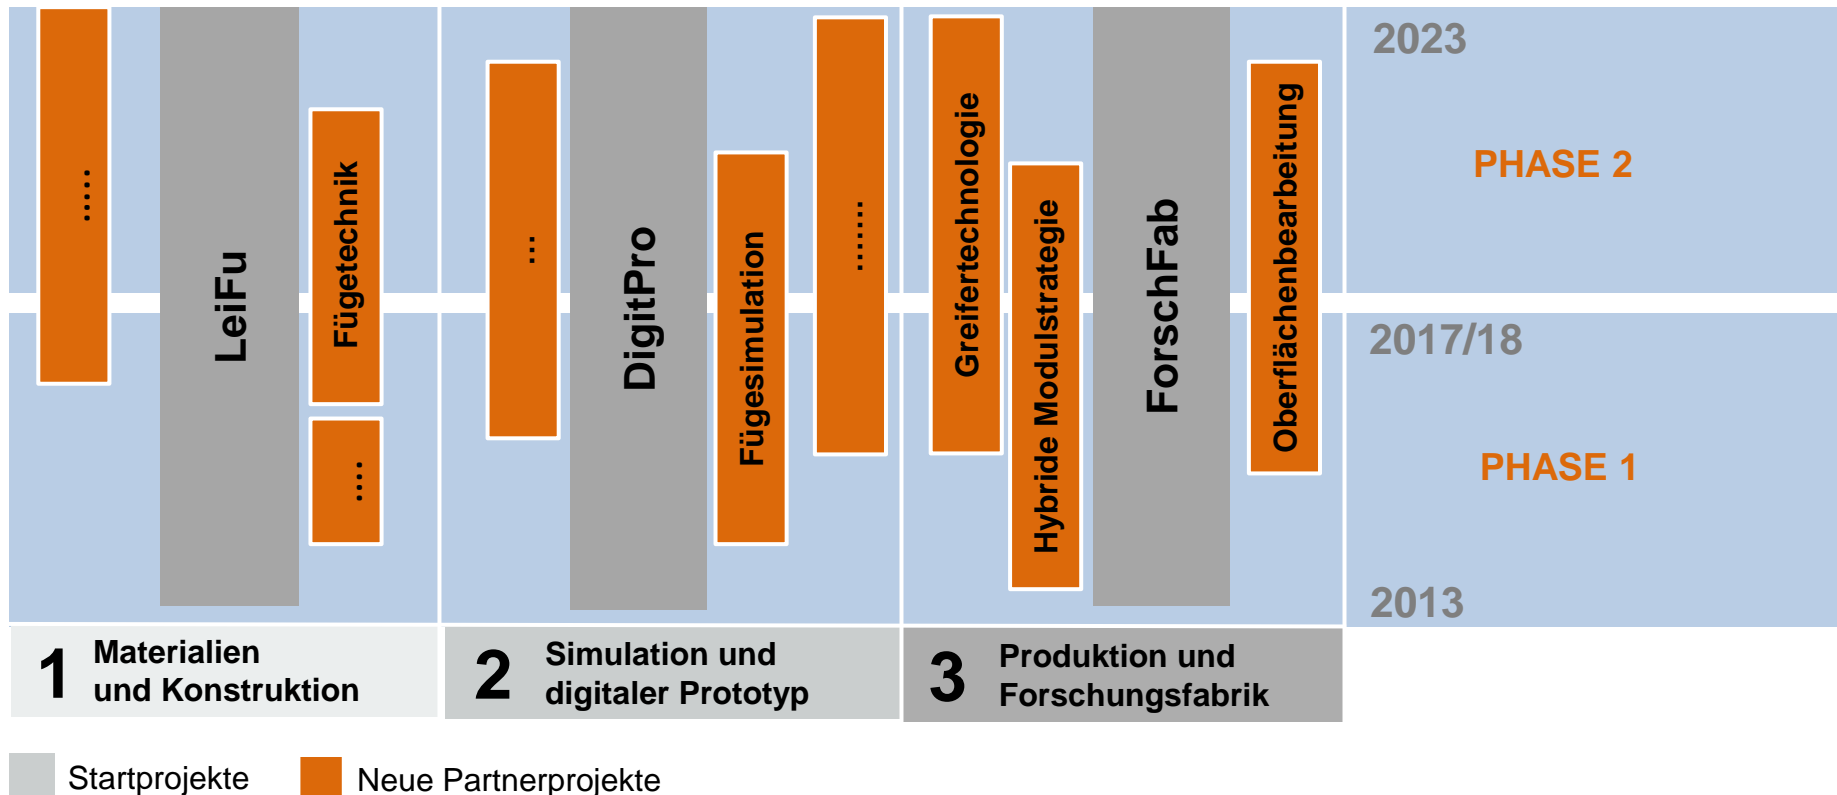 2023
PHASE 2
.....
LeiFu
Fügetechnik
....
...
DigitPro
Fügesimulation
.......
Greifertechnologie
Hybride Modulstrategie
ForschFab
Oberflächenbearbeitung
2017/18
PHASE 1
2013
1
Materialien
und Konstruktion
2
Simulation und
digitaler Prototyp
3
Produktion und
Forschungsfabrik
Startprojekte
Neue Partnerprojekte